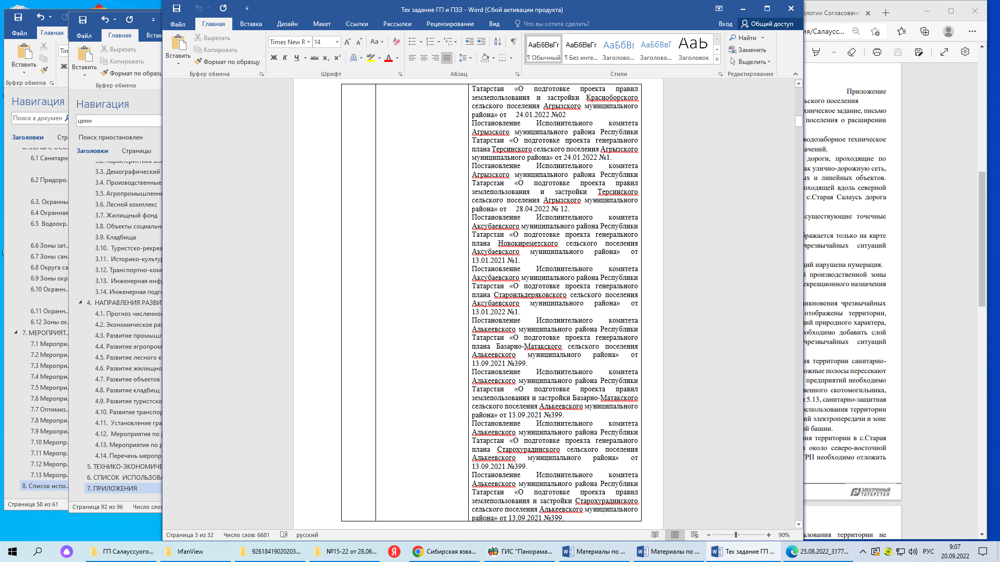 Тех задание ГП и ПЗЗ - Word (Сбой активации продукта)
Файл
Главная
Вставка
Дизайн
Макет
Ссылки
Рассылки
Рецензирование
Вид
Что вы хотите сделать?
Вход
Общий доступ
Вставить
Вырезать
Копировать
Формат по образцу
Буфер обмена
Times New R
14
Шрифт
Абзац
АаБбВвГг
¶ Обычный
АаБбВвГг
¶ Без инте...
Заголово...
Заголово...
Заголовок
Стили
Найти
Заменить
Выделить
Редактирование
Татарстан «О подготовке проекта правил
землепользования и застройки Красноборского
сельского поселения Агрызского муниципального
района» от 24.01.2022 №02
Постановление Исполнительного комитета
Агрызского муниципального района Республики
Татарстан «О подготовке проекта генерального
плана Терсинского сельского поселения Агрызского
муниципального района» от 24.01.2022 №1.
Постановление Исполнительного комитета
Агрызского муниципального района Республики
Татарстан «О подготовке проекта правил
землепользования и застройки Терсинского
сельского поселения Агрызского муниципального
района» от 28.04.2022 № 12.
Постановление Исполнительного комитета
Аксубаевского муниципального района Республики
Татарстан «О подготовке проекта генерального
плана Новокиреметского сельского поселения
Аксубаевского муниципального района» от
13.01.2021 №1.
Постановление Исполнительного комитета
Аксубаевского муниципального района Республики
Татарстан «О подготовке проекта генерального
плана Староильдеряковского сельского поселения
Аксубаевского муниципального района» от
13.01.2022 №1.
Постановление Исполнительного комитета
Алькеевского муниципального района Республики
Татарстан «О подготовке проекта генерального
плана Базарно-Матакского сельского поселения
Алькеевского муниципального района» от
13.09.2021 №399.
Постановление Исполнительного комитета
Алькеевского муниципального района Республики
Татарстан «О подготовке проекта правил
землепользования и застройки Базарно-Матакского
сельского поселения Алькеевского муниципального
района» от 13.09.2021 №399.
Постановление Исполнительного комитета
Алькеевского муниципального района Республики
Татарстан «О подготовке проекта генерального
плана Старохурадинского сельского поселения
Алькеевского муниципального района» от
13.09.2021 №399.
Постановление Исполнительного комитета
Алькеевского муниципального района Республики
Татарстан «О подготовке проекта правил
землепользования и застройки Старохурадинского
сельского поселения Алькеевского муниципального
района» от 13.09.2021 №399.
Страница 3 из 32
Число слов: 6681
русский
90%
Файл
Главная
Вставить
Буфер обмена
Навигация
Поиск в докумен
Заголовки
Стр
6.1 Санитарн.
6.2 Придоро..
6.3. Охранны
6.4 Охранная
6.5 Водоохр.
6.6 Зоны зат.
6.7 Зоны сан.
6.8 Округа са
6.9 Зоны охр
6.10 Охранн..
6.11 Охранн..
6.12 Зоны ох.
7. МЕРОПРИЯТ..
7.1 Меропри.
7.2 Меропри.
7.3 Меропри.
7.4 Меропри.
7.5 Меропри.
7.6 Меропри.
7.7 Оптимиз.
7.8 Меропри.
7.9 Меропри.
7.10 Меропр.
7.11 Меропр.
7.12 Меропр.
7.13 Меропр.
8. Список испо..
Страница 58 из 61
Файл
Главная
Встав
Вставить
Вырезать
Копировать
Формат по образц
Буфер обмена
Навигация
ценн
Поиск приостановлен
Заголовки
Страницы
3.2. Характеристика зем
3.3. Демографический
3.4. Производственные
3.5. Агропромышленны
3.6. Лесной комплекс
3.7. Жилищный фонд
3.8. Объекты социально
3.9. Кладбища
3.10. Туристско-рекреа
3.11. Историко-культур
3.12. Транспортно-ком
3.13. Инженерная инфр
3.14. Инженерная подго
4. НАПРАВЛЕНИЯ РАЗВИТ
4.1. Прогноз численнос
4.2. Экономическое раз
4.3. Развитие промышл
4.4. Развитие агропром
4.5. Развитие лесного к
4.6. Развитие жилищно
4.7. Развитие объектов
4.8. Развитие кладбищ
4.9. Развитие туристско
4.10. Развитие транспор
4.11. Установление гра
4.12. Мероприятия по р
4.13. Мероприятия по р
4.14. Перечень меропр
5. ТЕХНИКО-ЭКОНОМИЧЕ
6. СПИСОК ИСПОЛЬЗОВА
7. ПРИЛОЖЕНИЯ
Страница 92 из 96
Число слов
ологии Согласовано
ия/Салаусс...
Приложение
льского поселения
хническое задание, письмо
поселения о расширении
водозаборное техническое
ачений.
дороги, проходящие по
ак улично-дорожную сеть,
ых и линейных объектов.
оходящей вдоль северной
с.Старая Салаусь дорога
существующие точечные
бражается только на карте
чрезвычайных ситуаций
ций нарушена нумерация.
й производственной зоны
екреационного назначения
икновения чрезвычайных
отображены территории,
ций природного характера,
еобходимо добавить слой
чрезвычайных ситуаций
ия территории санитарно-
ожные полосы пересекают
предприятий необходимо
венного скотомогильника,
и 5.13, санитарно-защитная
использования территории
ий электропередачи и зоне
ой башни.
ия территории в с.Старая
и около северо-восточной
ГРП необходимо отложить
ЭЛЕКТРОННЫЙ
ТАТАРСТАН
ьзования территории не
ГП Салауссуого...
IrfanView
92618419020203...
№15-22 от 28.06...
Сибирская язва...
ГИС "Панорама...
Материалы по ...
Материалы по ...
Тех задание ГП ...
25.08.2022_3177...
РУС
9:07
20.09.2022